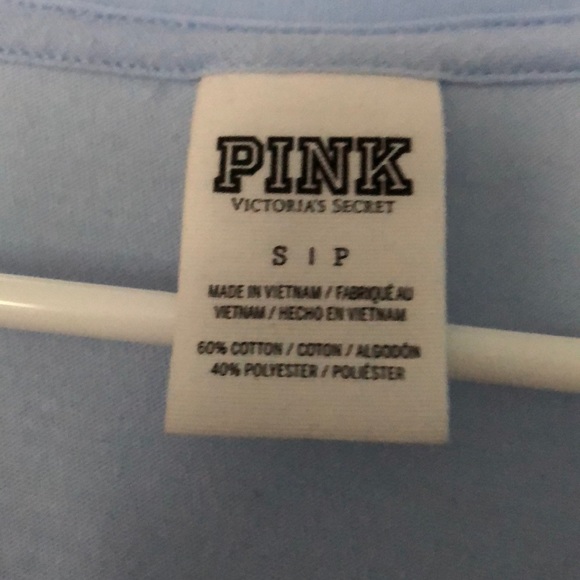 PINK
VICTORIA'S SECRET
S | P
MADE IN VIETNAM / FABRIQUÉ AU
VIETNAM / HECHO EN VIETNAM
60% COTTON / COTON / ALGODÓN
40% POLYESTER / POLIÉSTER